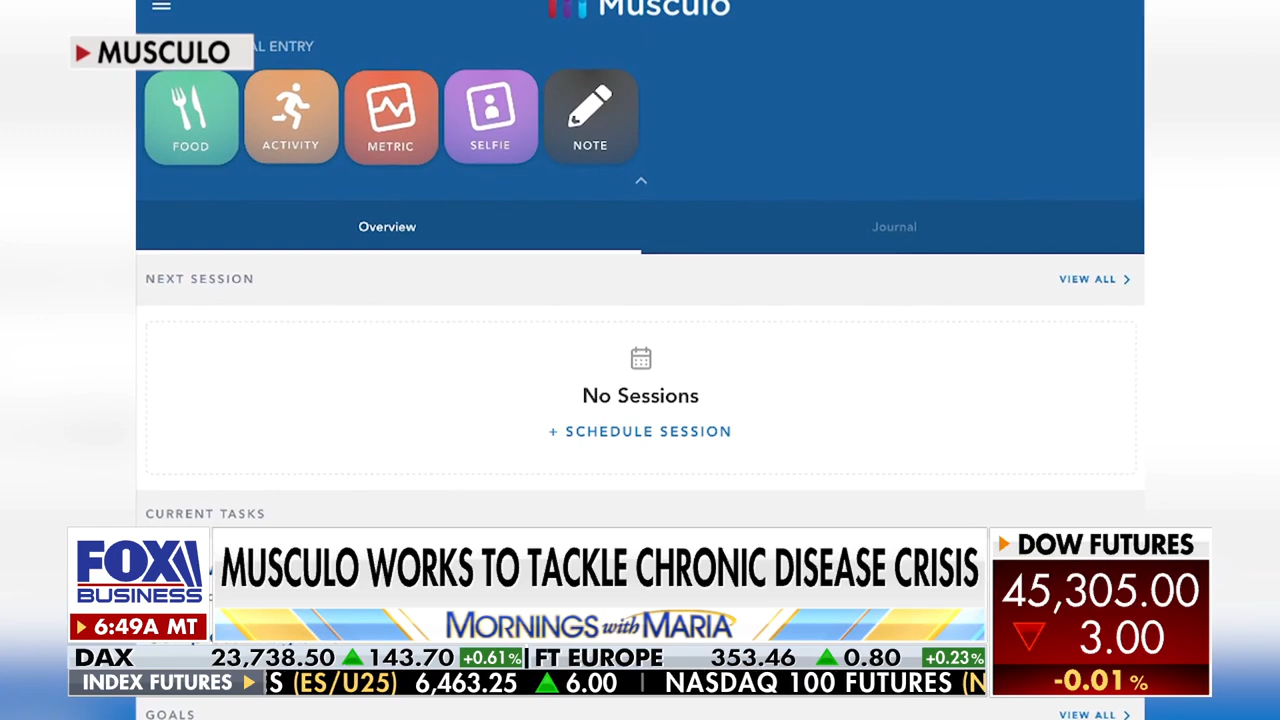 Musculo
MUSCULO
AL ENTRY
FOOD
ACTIVITY
METRIC
SELFIE
NOTE
Overview
Journal
NEXT SESSION
VIEW ALL
No Sessions
+ SCHEDULE SESSION
CURRENT TASKS
FOX
BUSINESS
6:49A MT
MUSCULO WORKS TO TACKLE CHRONIC DISEASE CRISIS
MORNINGS with MARIA
DOW FUTURES
45,305.00
3.00
-0.01%
DAX 23,738.50 143.70 +0.61% FT EUROPE 353.46 0.80 +0.23%
INDEX FUTURES S (ES/U25) 6,463.25 6.00 | NASDAQ 100 FUTURES (N
GOALS
VIEW ALL